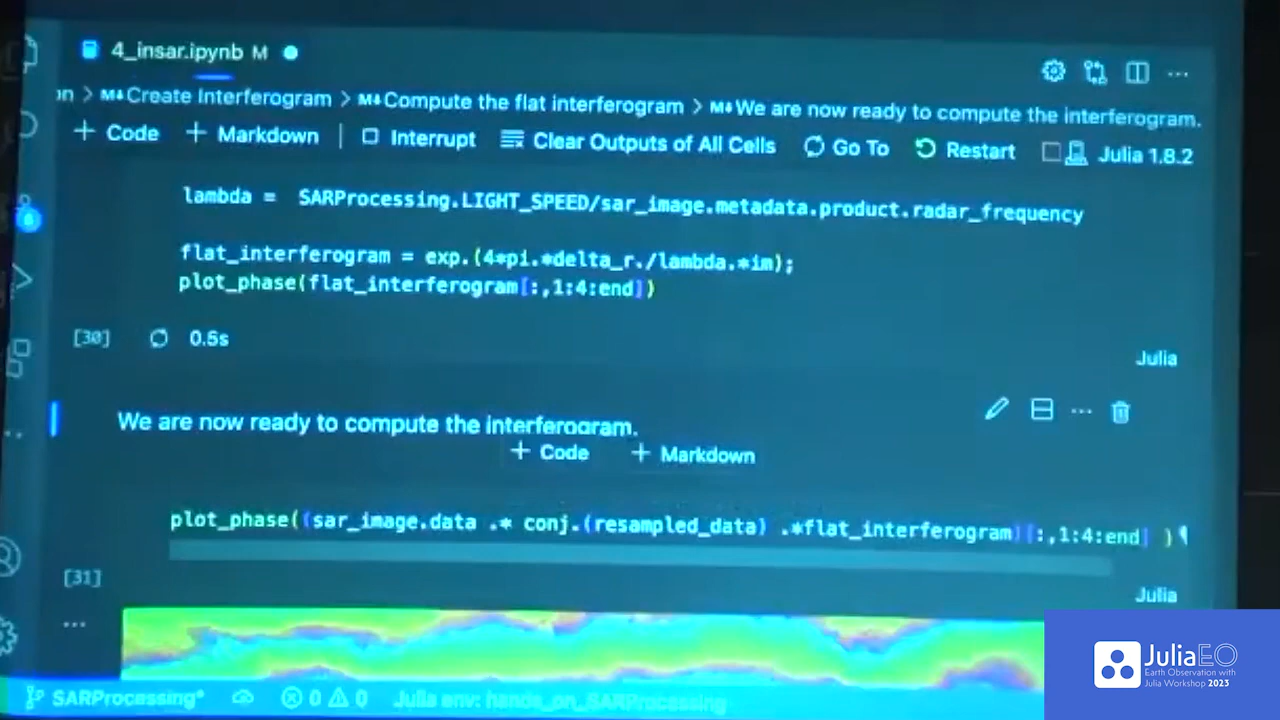 4_insar.ipynb M
on > M↓Create Interferogram > M↓Compute the flat interferogram > M↓We are now ready to compute the interferogram.
+ Code + Markdown | Interrupt Clear Outputs of All Cells Go To Restart Julia 1.8.2
lambda = SARProcessing.LIGHT_SPEED/sar_image.metadata.product.radar_frequency
flat_interferogram = exp.(4*pi.*delta_r./lambda.*im);
plot_phase(flat_interferogram[:,1:4:end])
[30] 0.5s
Julia
We are now ready to compute the interferogram.
+ Code + Markdown
plot_phase((sar_image.data .* conj.(resampled_data) .*flat_interferogram)[:,1:4:end] )
[31]
Julia
...
SARProcessing* 0 0 Julia env: hands_on_SARProcessing
JuliaEO
Earth Observation with
Julia Workshop 2023